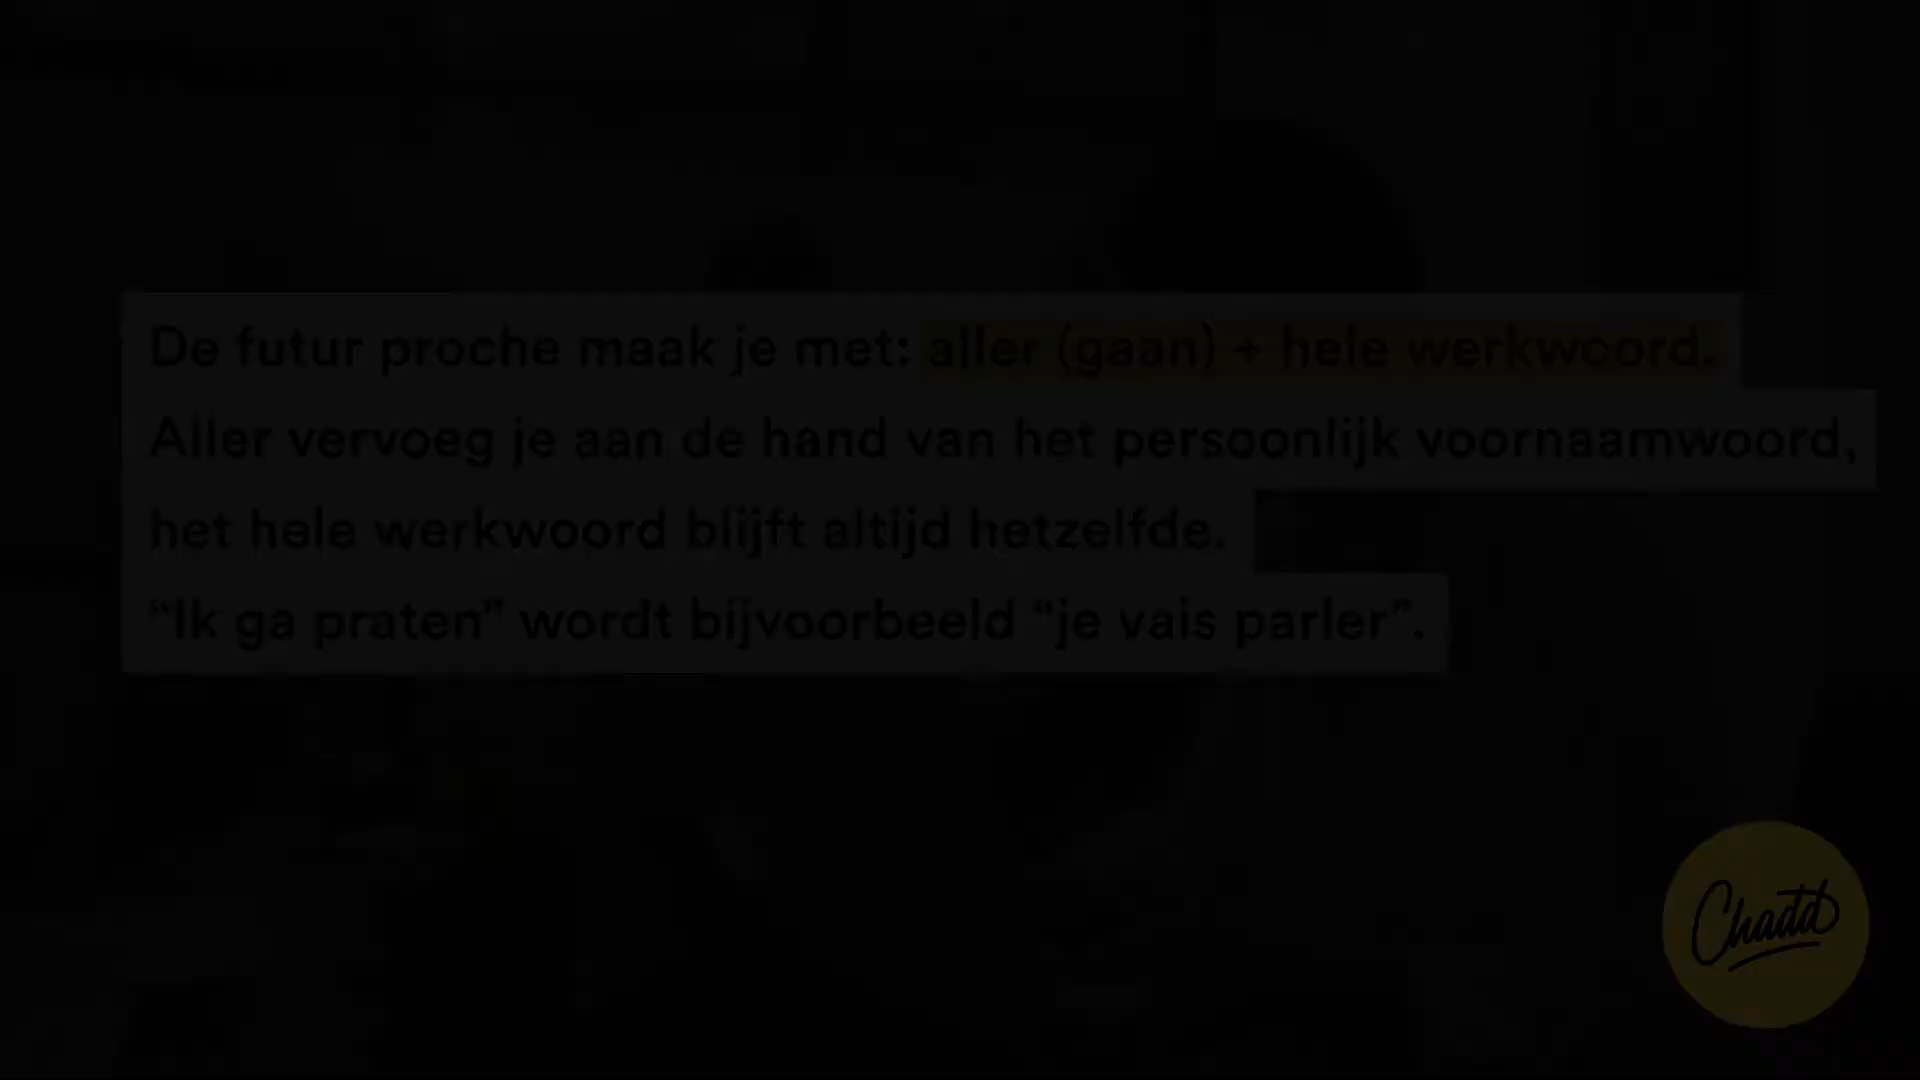 De futur proche maak je met: aller (gaan) + hele werkwoord.
Aller vervoeg je aan de hand van het persoonlijk voornaamwoord,
het hele werkwoord blijft altijd hetzelfde.
“Ik ga praten” wordt bijvoorbeeld “je vais parler”.
Chadd